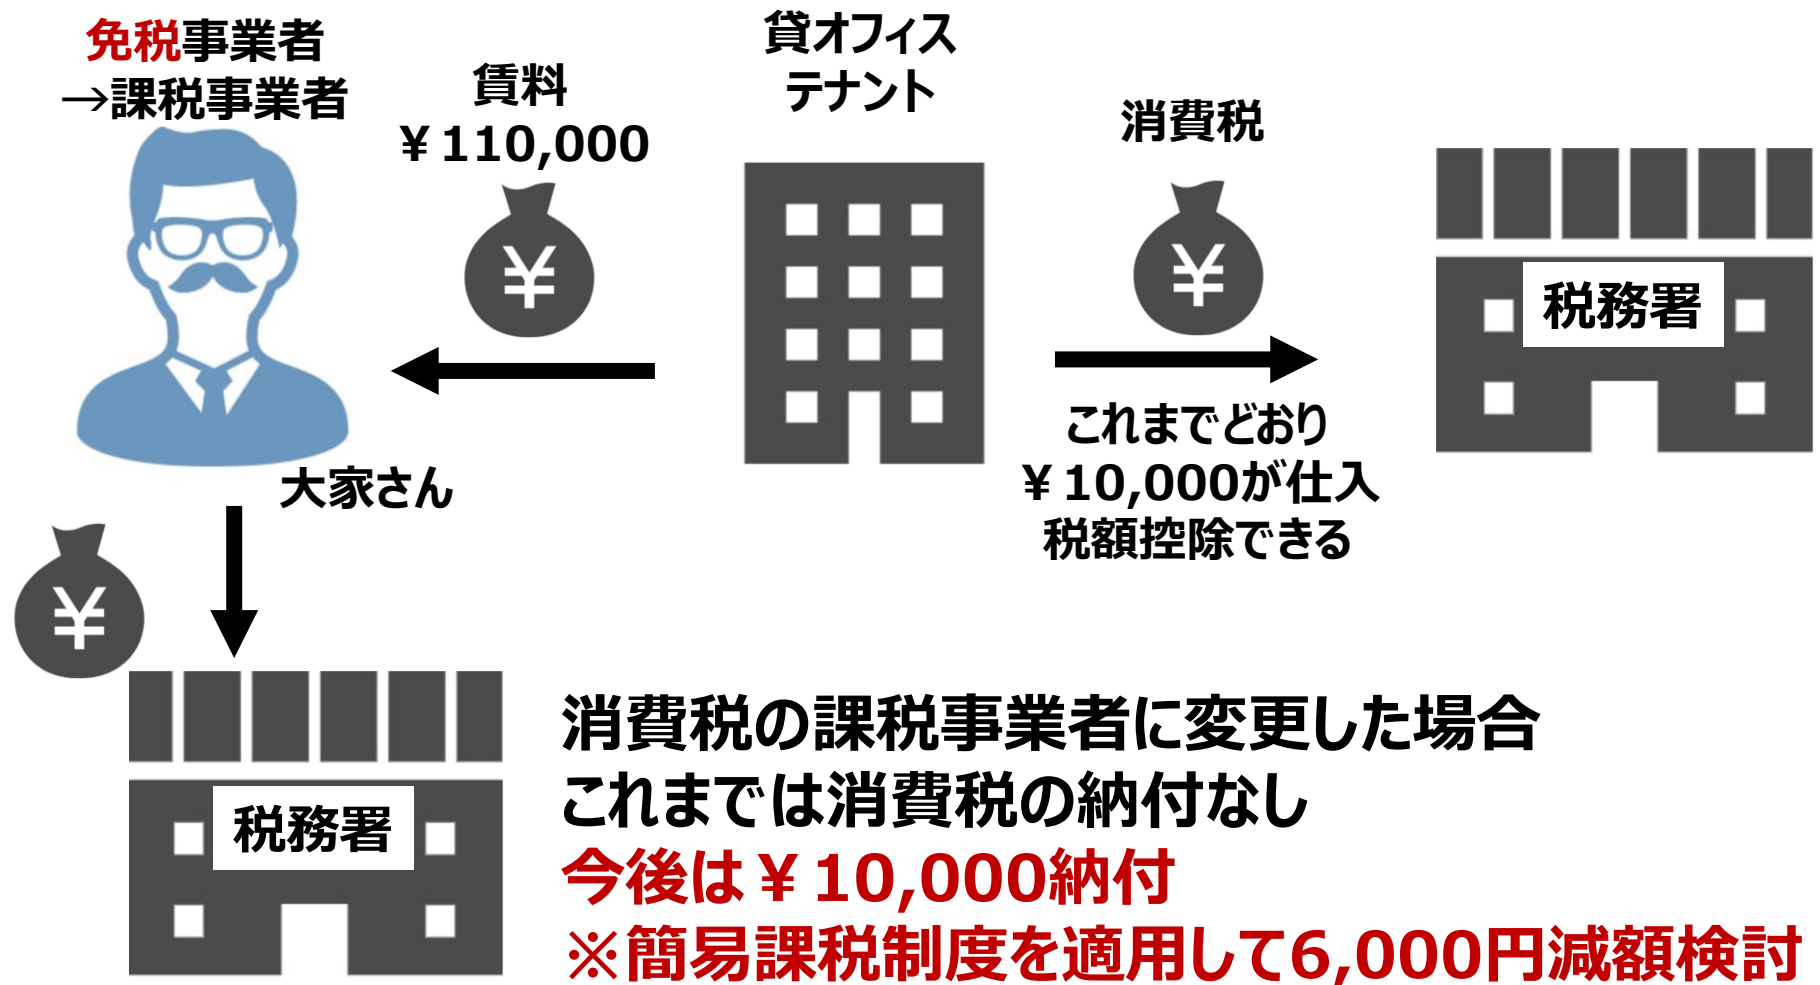 免税事業者
→課税事業者
賃料
￥110,000
貸オフィス
テナント
消費税
￥
￥
税務署
これまでどおり
￥10,000が仕入
税額控除できる
大家さん
￥
税務署
消費税の課税事業者に変更した場合
これまでは消費税の納付なし
今後は￥10,000納付
※簡易課税制度を適用して6,000円減額検討